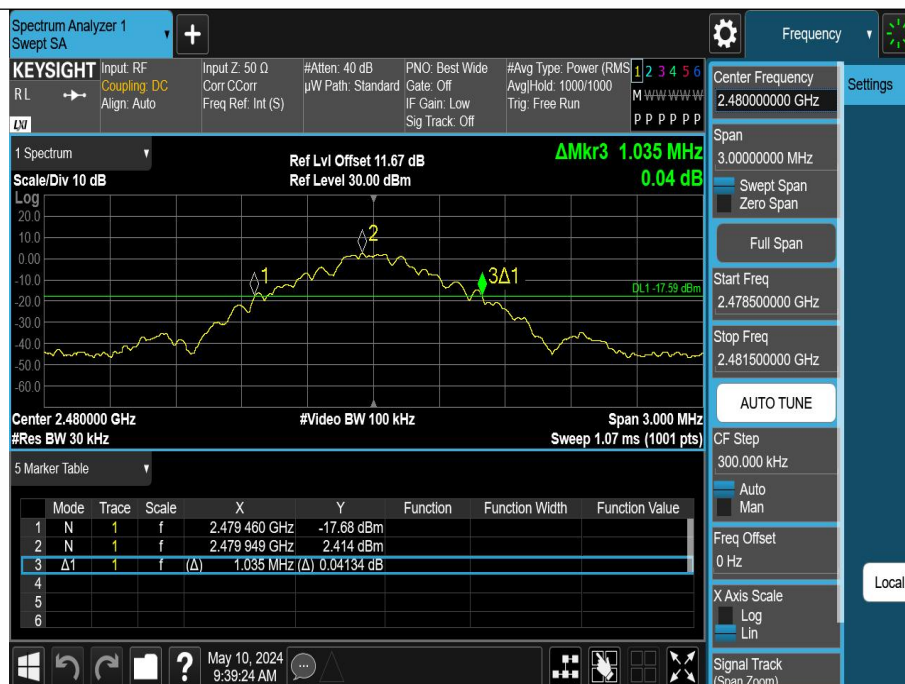 Spectrum Analyzer 1
Swept SA
Frequency
KEYSIGHT
RL
LXI
Input: RF
Coupling: DC
Align: Auto
Input Z: 50 Ω
Corr CCorr
Freq Ref: Int (S)
#Atten: 40 dB
µW Path: Standard
PNO: Best Wide
Gate: Off
IF Gain: Low
Sig Track: Off
#Avg Type: Power (RMS
Avg|Hold: 1000/1000
Trig: Free Run
1 2 3 4 5 6
M W W W W W
P P P P P P
1 Spectrum
Scale/Div 10 dB
Ref Lvl Offset 11.67 dB
Ref Level 30.00 dBm
ΔMkr3 1.035 MHz
0.04 dB
Log
20.0
10.0
0.00
-10.0
-20.0
-30.0
-40.0
-50.0
-60.0
1
2
3Δ1
DL1 -17.59 dBm
Center 2.480000 GHz
#Res BW 30 kHz
#Video BW 100 kHz
Span 3.000 MHz
Sweep 1.07 ms (1001 pts)
5 Marker Table
Mode Trace Scale X Y Function Function Width Function Value
1 N 1 f 2.479 460 GHz -17.68 dBm
2 N 1 f 2.479 949 GHz 2.414 dBm
3 Δ1 1 f (Δ) 1.035 MHz (Δ) 0.04134 dB
4
5
6
?
May 10, 2024
9:39:24 AM
Center Frequency
2.480000000 GHz
Span
3.00000000 MHz
Swept Span
Zero Span
Full Span
Start Freq
2.478500000 GHz
Stop Freq
2.481500000 GHz
AUTO TUNE
CF Step
300.000 kHz
Auto
Man
Freq Offset
0 Hz
X Axis Scale
Log
Lin
Signal Track
(Span Zoom)
Settings
Local